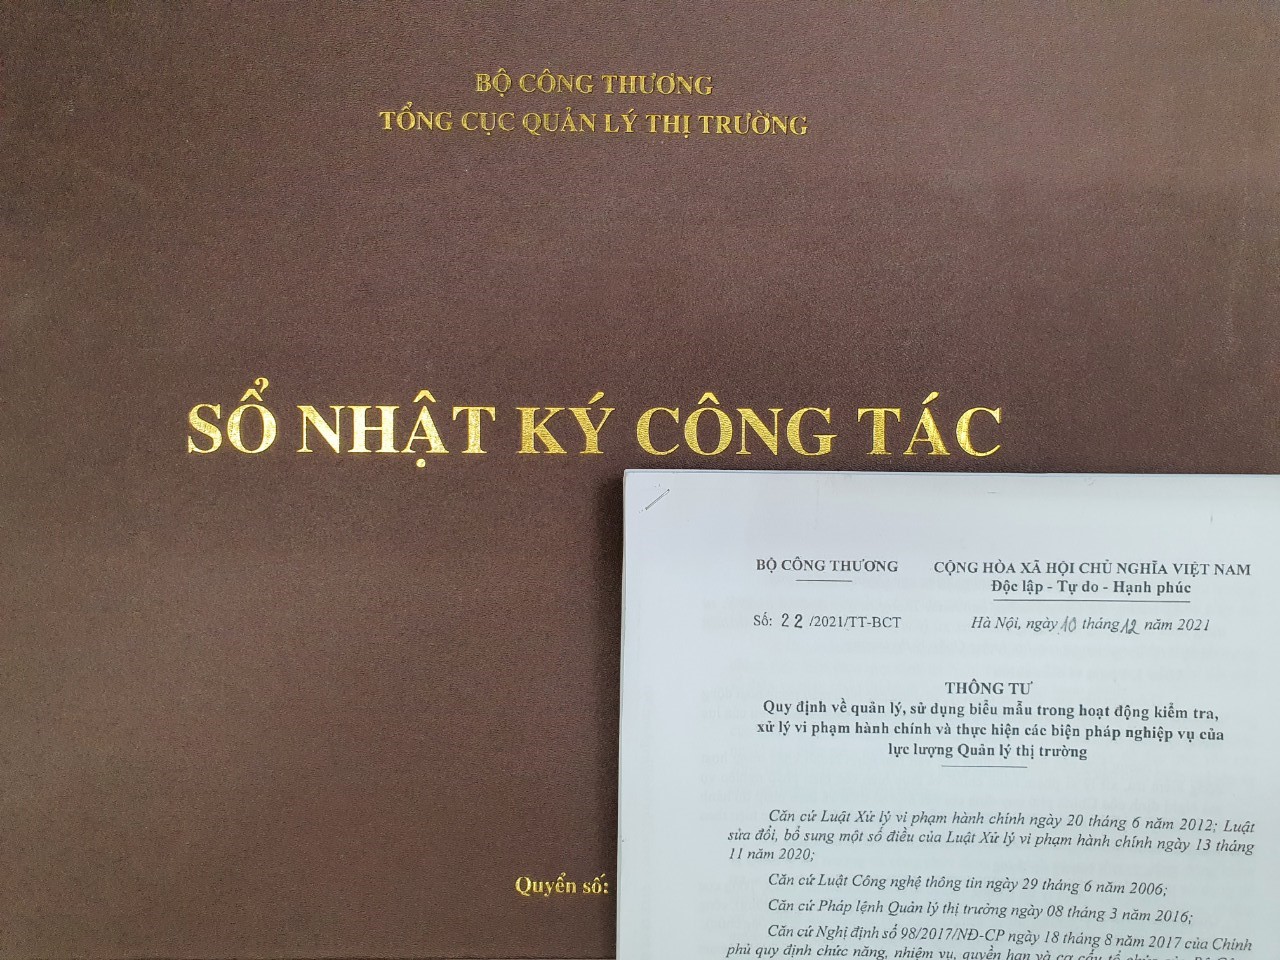 BỘ CÔNG THƯƠNG
TỔNG CỤC QUẢN LÝ THỊ TRƯỜNG
SỔ NHẬT KÝ CÔNG TÁC
Quyển số:
BỘ CÔNG THƯƠNG
CỘNG HÒA XÃ HỘI CHỦ NGHĨA VIỆT NAM
Độc lập - Tự do - Hạnh phúc
Số: 22 /2021/TT-BCT
Hà Nội, ngày 10 tháng 12 năm 2021
THÔNG TƯ
Quy định về quản lý, sử dụng biểu mẫu trong hoạt động kiểm tra,
xử lý vi phạm hành chính và thực hiện các biện pháp nghiệp vụ của
lực lượng Quản lý thị trường
Căn cứ Luật Xử lý vi phạm hành chính ngày 20 tháng 6 năm 2012; Luật
sửa đổi, bổ sung một số điều của Luật Xử lý vi phạm hành chính ngày 13 tháng
11 năm 2020;
Căn cứ Luật Công nghệ thông tin ngày 29 tháng 6 năm 2006;
Căn cứ Pháp lệnh Quản lý thị trường ngày 08 tháng 3 năm 2016;
Căn cứ Nghị định số 98/2017/NĐ-CP ngày 18 tháng 8 năm 2017 của Chính
phủ quy định chức năng, nhiệm vụ, quyền hạn và cơ cấu tổ chức của Bộ Công